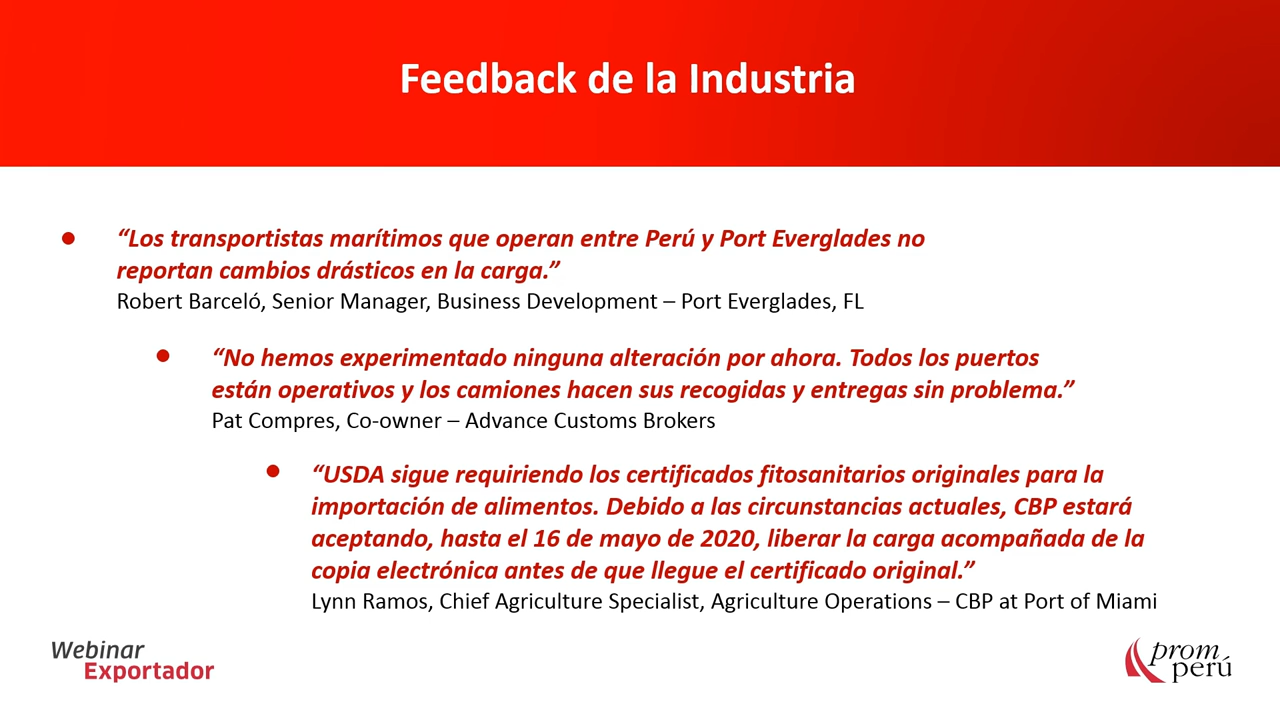 Feedback de la Industria
● “Los transportistas marítimos que operan entre Perú y Port Everglades no
reportan cambios drásticos en la carga.”
Robert Barceló, Senior Manager, Business Development – Port Everglades, FL
● “No hemos experimentado ninguna alteración por ahora. Todos los puertos
están operativos y los camiones hacen sus recogidas y entregas sin problema.”
Pat Compres, Co-owner – Advance Customs Brokers
● “USDA sigue requiriendo los certificados fitosanitarios originales para la
importación de alimentos. Debido a las circunstancias actuales, CBP estará
aceptando, hasta el 16 de mayo de 2020, liberar la carga acompañada de la
copia electrónica antes de que llegue el certificado original.”
Lynn Ramos, Chief Agriculture Specialist, Agriculture Operations – CBP at Port of Miami
Webinar
Exportador
prom
perú